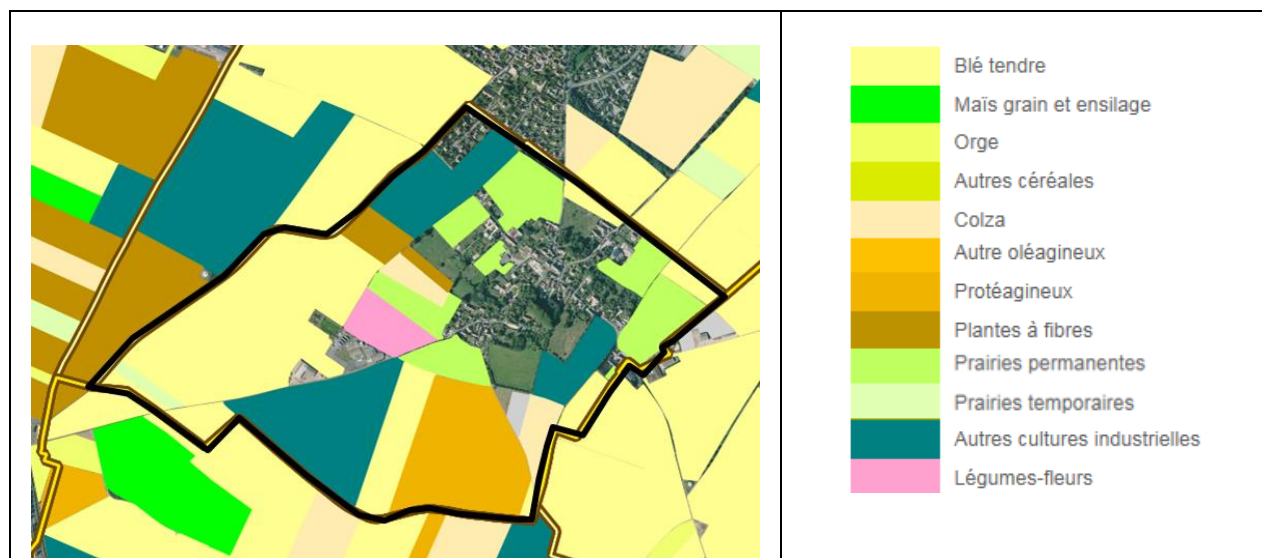 Blé tendre
Maïs grain et ensilage
Orge
Autres céréales
Colza
Autre oléagineux
Protéagineux
Plantes à fibres
Prairies permanentes
Prairies temporaires
Autres cultures industrielles
Légumes-fleurs